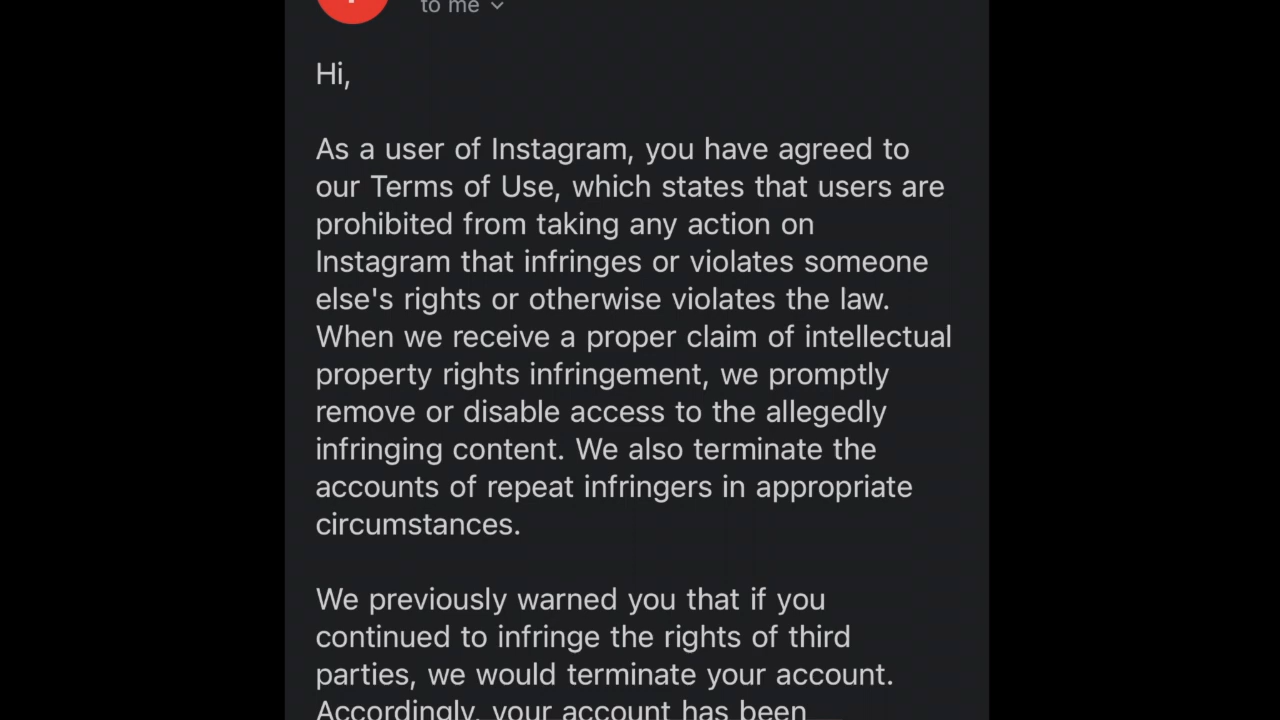 to me
Hi,
As a user of Instagram, you have agreed to
our Terms of Use, which states that users are
prohibited from taking any action on
Instagram that infringes or violates someone
else's rights or otherwise violates the law.
When we receive a proper claim of intellectual
property rights infringement, we promptly
remove or disable access to the allegedly
infringing content. We also terminate the
accounts of repeat infringers in appropriate
circumstances.
We previously warned you that if you
continued to infringe the rights of third
parties, we would terminate your account.
Accordingly, your account has been